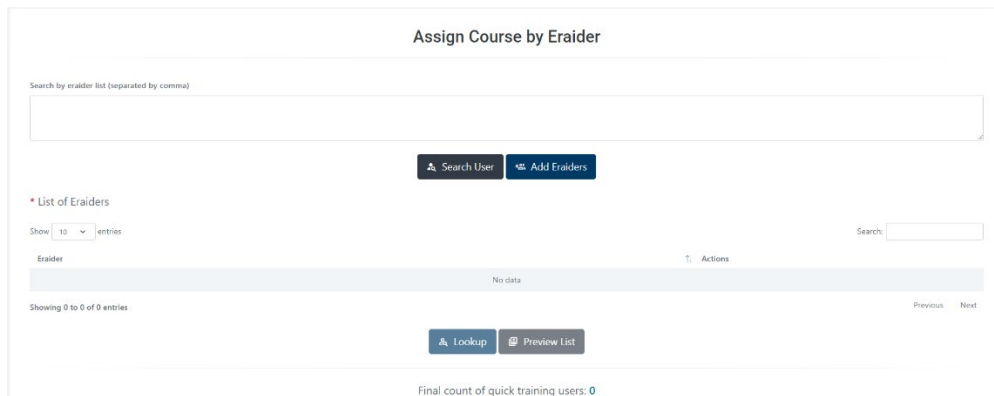 Assign Course by Eraider
Search by eraider list (separated by comma)
Search User Add Eraiders
* List of Eraiders
Show 10 entries Search:
Eraider Actions
No data
Showing 0 to 0 of 0 entries Previous Next
Lookup Preview List
Final count of quick training users: 0